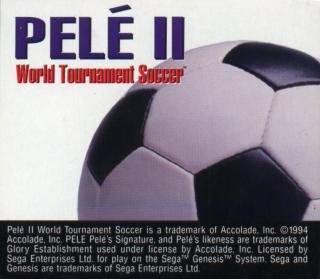 PELÉ II
World Tournament Soccer™
Pelé II World Tournament Soccer is a trademark of Accolade, Inc. ©1994
Accolade, Inc. PELE Pelé's Signature, and Pelé's likeness are trademarks of
Glory Establishment used under license by Accolade, Inc. Licensed by
Sega Enterprises Ltd. for play on the Sega™ Genesis™ System. Sega and
Genesis are trademarks of Sega Enterprises Ltd.